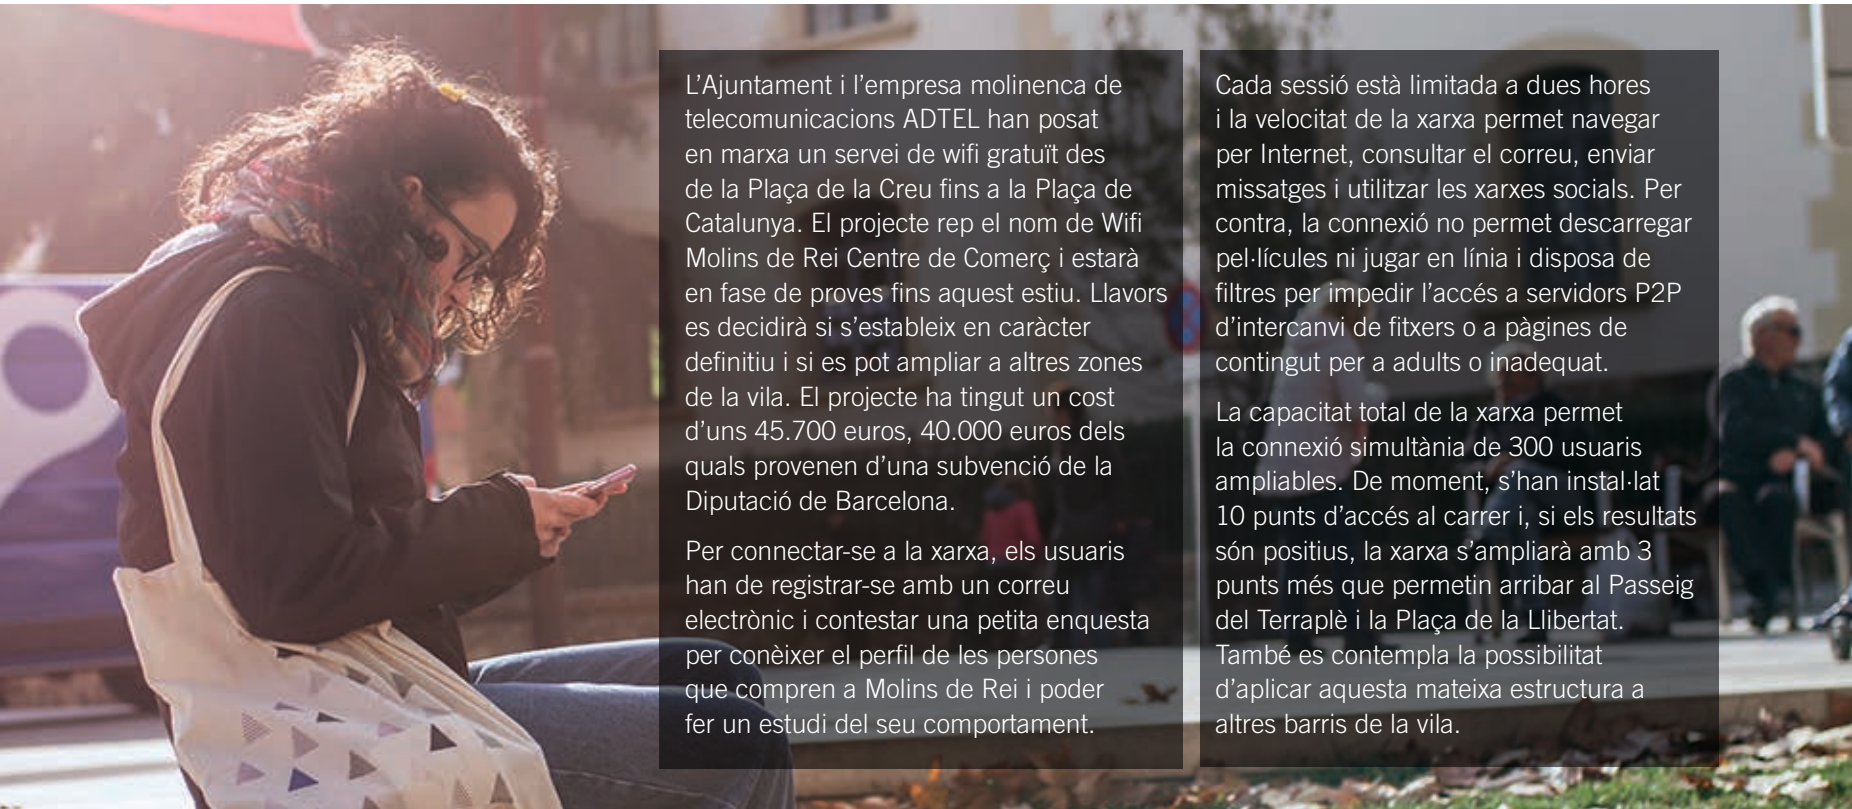 L'Ajuntament i l'empresa molinenca de
telecomunicacions ADTEL han posat
en marxa un servei de wifi gratuït des
de la Plaça de la Creu fins a la Plaça de
Catalunya. El projecte rep el nom de Wifi
Molins de Rei Centre de Comerç i estarà
en fase de proves fins aquest estiu. Llavors
es decidirà si s'estableix en caràcter
definitiu i si es pot ampliar a altres zones
de la vila. El projecte ha tingut un cost
d'uns 45.700 euros, 40.000 euros dels
quals provenen d'una subvenció de la
Diputació de Barcelona.
Per connectar-se a la xarxa, els usuaris
han de registrar-se amb un correu
electrònic i contestar una petita enquesta
per conèixer el perfil de les persones
que compren a Molins de Rei i poder
fer un estudi del seu comportament.
Cada sessió està limitada a dues hores
i la velocitat de la xarxa permet navegar
per Internet, consultar el correu, enviar
missatges i utilitzar les xarxes socials. Per
contra, la connexió no permet descarregar
pel·lícules ni jugar en línia i disposa de
filtres per impedir l'accés a servidors P2P
d'intercanvi de fitxers o a pàgines de
contingut per a adults o inadequat.
La capacitat total de la xarxa permet
la connexió simultània de 300 usuaris
ampliables. De moment, s'han instal·lat
10 punts d'accés al carrer i, si els resultats
són positius, la xarxa s'ampliarà amb 3
punts més que permetin arribar al Passeig
del Terraplè i la Plaça de la Llibertat.
També es contempla la possibilitat
d'aplicar aquesta mateixa estructura a
altres barris de la vila.